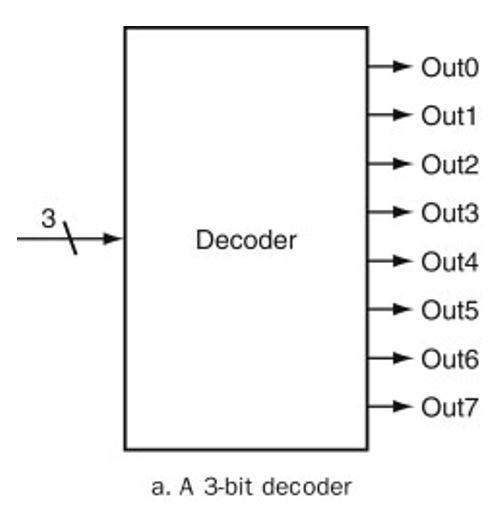 Out0
Out1
Out2
3
Out3
Decoder
Out4
Out5
Out6
Out7
a. A 3-bit decoder